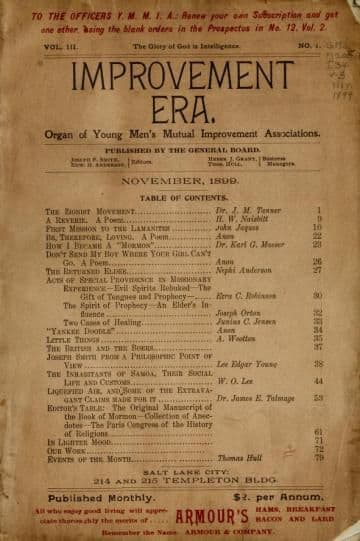 TO THE OFFICERS Y. M. M. I. A.: Renew your own Subscription and get
one other, using the blank orders in the Prospectus in No. 12, Vol. 2.
VOL. III. The Glory of God is Intelligence. NO. 1.
IMPROVEMENT
ERA.
Organ of Young Men's Mutual Improvement Associations.
PUBLISHED BY THE GENERAL BOARD.
JOSEPH F. SMITH, } Editors. HEBER J. GRANT, } Business
EDW. H. ANDERSON, THOS. HULL, Managers.
NOVEMBER, 1899.
TABLE OF CONTENTS.
THE ZIONIST MOVEMENT Dr. J. M. Tanner 1
A REVERIE. A Poem H. W. Naisbitt 9
FIRST MISSION TO THE LAMANITES John Jaques 10
BE, THEREFORE, LOVING. A Poem Anon 22
HOW I BECAME A "MORMON" Dr. Karl G. Maeser 23
DON'T SEND MY BOY WHERE YOUR GIRL CAN'T
GO. A Poem Anon 26
THE RETURNED ELDER Nephi Anderson 27
ACTS OF SPECIAL PROVIDENCE IN MISSIONARY
EXPERIENCE—Evil Spirits Rebuked—The
Gift of Tongues and Prophecy— Ezra C. Robinson 30
The Spirit of Prophecy—An Elder's In-
fluence Joseph Orton 32
Two Cases of Healing Junius C. Jensen 33
"YANKEE DOODLE" Anon 34
LITTLE THINGS A. Wootton 35
THE BRITISH AND THE BOERS 37
JOSEPH SMITH FROM A PHILOSOPHIC POINT OF
VIEW Lee Edgar Young 38
THE INHABITANTS OF SAMOA, THEIR SOCIAL
LIFE AND CUSTOMS W. O. Lee 44
LIQUEFIED AIR, AND SOME OF THE EXTRAVA-
GANT CLAIMS MADE FOR IT Dr. James E. Talmage 53
EDITOR'S TABLE: The Original Manuscript of
the Book of Mormon—Collection of Anec-
dotes—The Paris Congress of the History
of Religions 61
IN LIGHTER MOOD 71
OUR WORK 72
EVENTS OF THE MONTH Thomas Hull 79
SALT LAKE CITY:
214 AND 215 TEMPLETON BLDG.
Published Monthly. $2. per Annum.
All who enjoy good living will appre-
ciate thoroughly the merits of ARMOUR'S HAMS, BREAKFAST
BACON AND LARD
Remember the Name. ARMOUR & COMPANY.